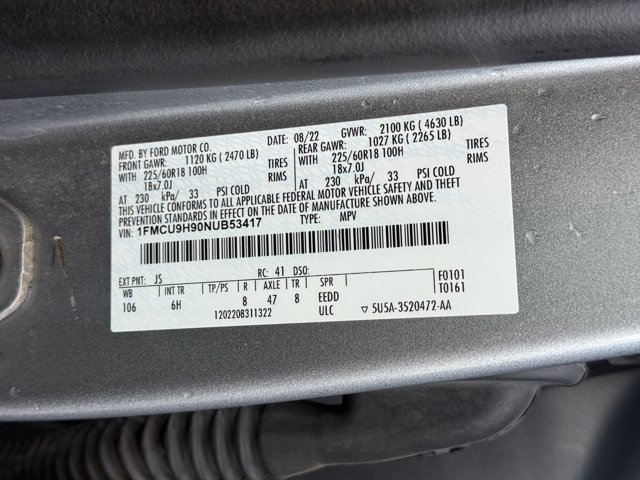 MFD. BY FORD MOTOR CO. 08/22 GVWR: 2100 KG ( 4630 LB)
FRONT GAWR: 1120 KG ( 2470 LB) REAR GAWR: 1027 KG ( 2265 LB)
WITH 225/60R18 100H TIRES WITH 225/60R18 100H TIRES
18x7.0J RIMS 18x7.0J RIMS
AT 230 kPa/ 33 PSI COLD AT 230 kPa/ 33 PSI COLD
THIS VEHICLE CONFORMS TO ALL APPLICABLE FEDERAL MOTOR VEHICLE SAFETY AND THEFT
PREVENTION STANDARDS IN EFFECT ON THE DATE OF MANUFACTURE SHOWN ABOVE.
VIN: 1FMCU9H90NUB53417 TYPE: MPV
EXT PNT: JS RC: 41 DSO: F0101
WB INT TR TP/PS R AXLE TR SPR T0161
106 6H 8 47 8 EEDD
1202208311322 ULC ▽ 5U5A-3520472-AA